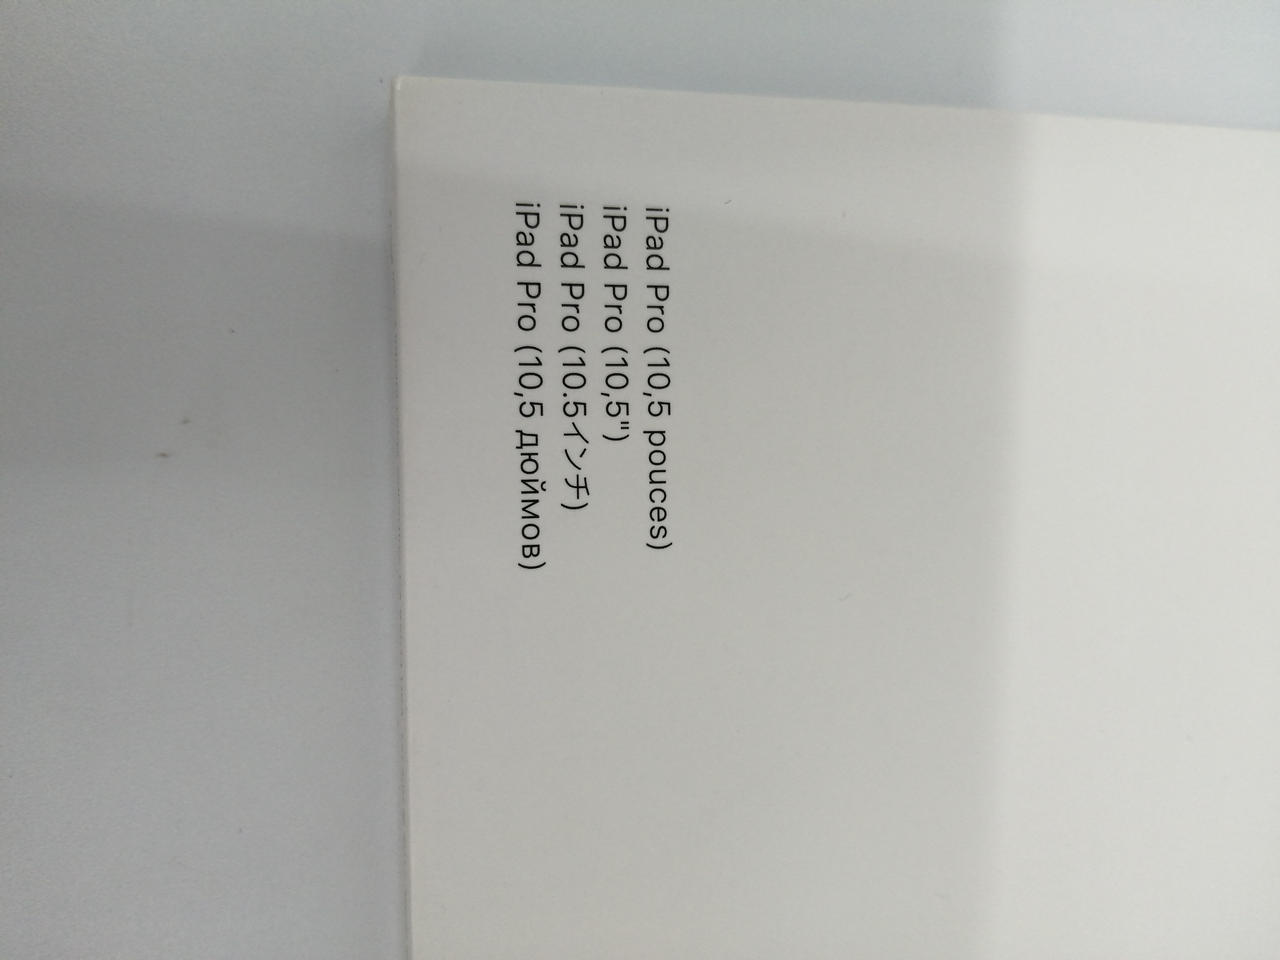 iPad Pro (10,5 pouces)
iPad Pro (10,5")
iPad Pro (10.5インチ)
iPad Pro (10,5 дюймов)